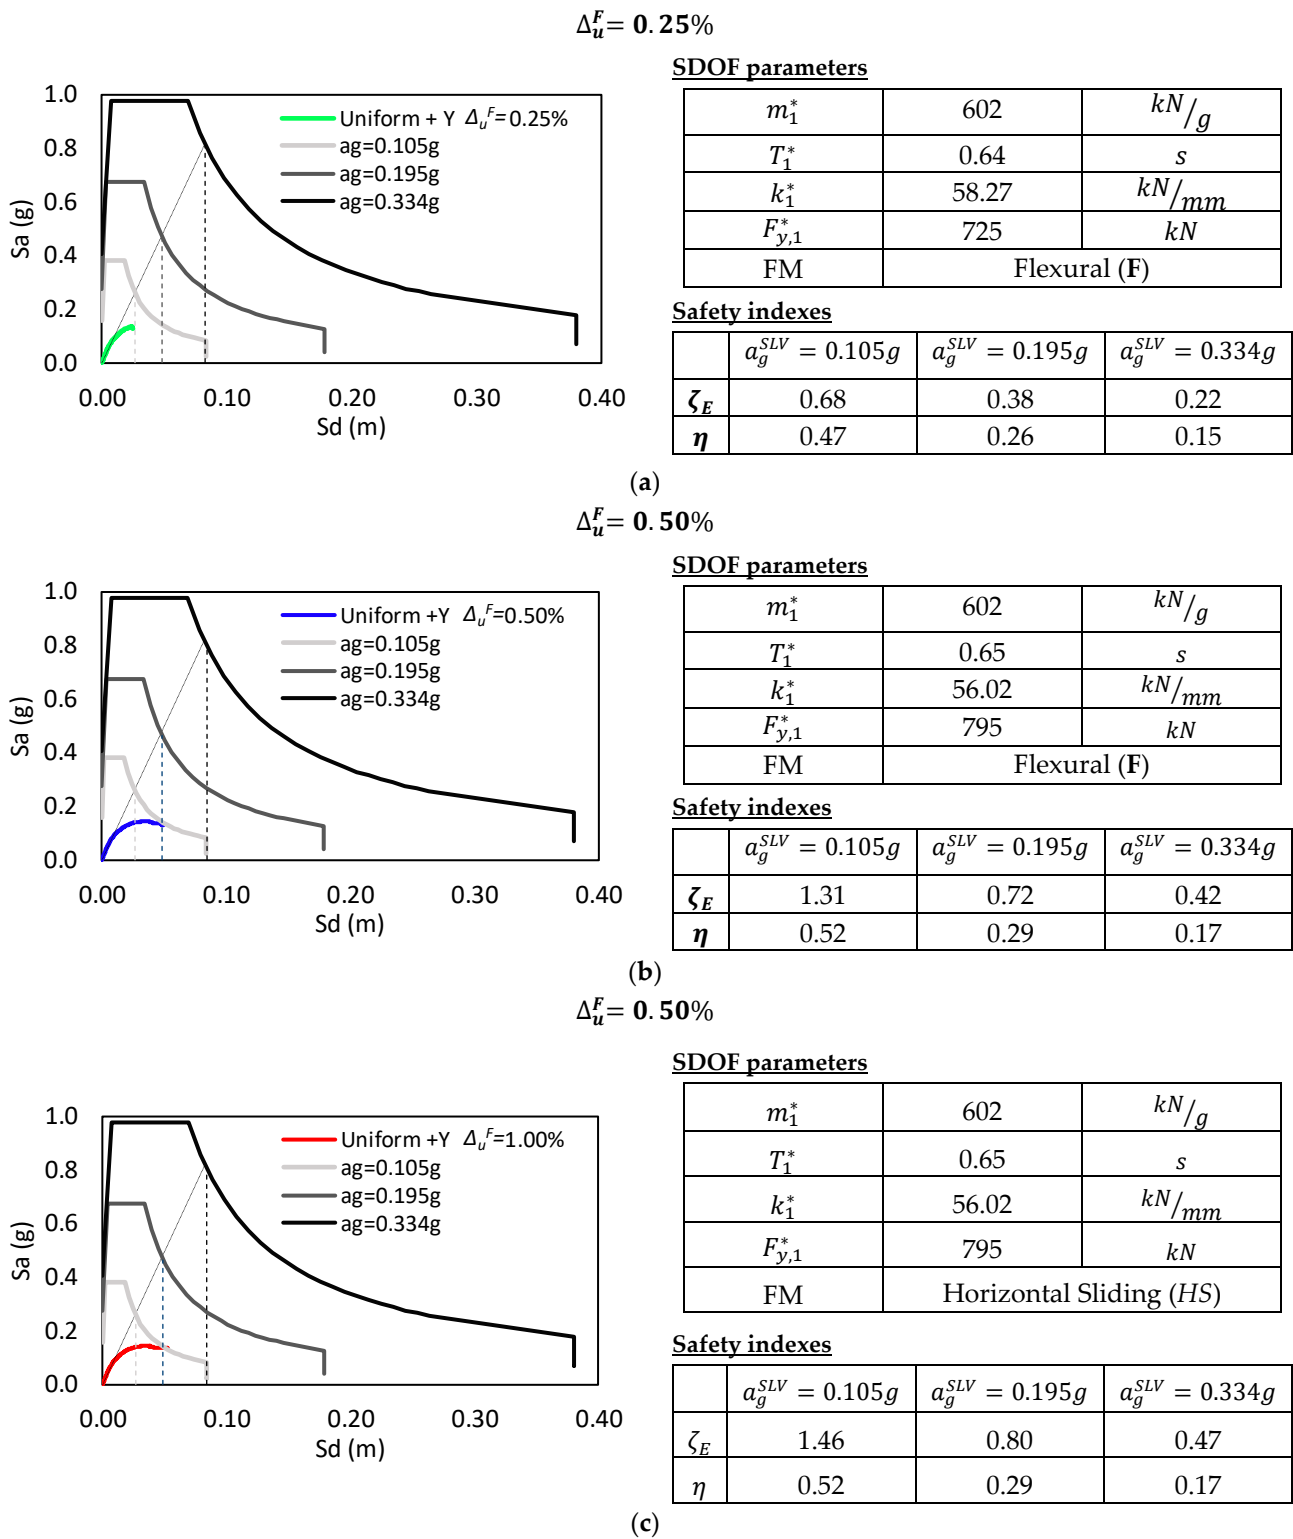 Δ_u^F = 0.25%
SDOF parameters
m_1^* 602 kN/g
T_1^* 0.64 s
k_1^* 58.27 kN/mm
F_{y,1}^* 725 kN
FM Flexural (F)
Safety indexes
a_g^{SLV} = 0.105g a_g^{SLV} = 0.195g a_g^{SLV} = 0.334g
ζ_E 0.68 0.38 0.22
η 0.47 0.26 0.15
Sa (g)
1.0
0.8
0.6
0.4
0.2
0.0
Uniform + Y Δ_u^F=0.25%
ag=0.105g
ag=0.195g
ag=0.334g
0.00 0.10 0.20 0.30 0.40
Sd (m)
(a)
Δ_u^F = 0.50%
SDOF parameters
m_1^* 602 kN/g
T_1^* 0.65 s
k_1^* 56.02 kN/mm
F_{y,1}^* 795 kN
FM Flexural (F)
Safety indexes
a_g^{SLV} = 0.105g a_g^{SLV} = 0.195g a_g^{SLV} = 0.334g
ζ_E 1.31 0.72 0.42
η 0.52 0.29 0.17
Sa (g)
1.0
0.8
0.6
0.4
0.2
0.0
Uniform +Y Δ_u^F=0.50%
ag=0.105g
ag=0.195g
ag=0.334g
0.00 0.10 0.20 0.30 0.40
Sd (m)
(b)
Δ_u^F = 0.50%
SDOF parameters
m_1^* 602 kN/g
T_1^* 0.65 s
k_1^* 56.02 kN/mm
F_{y,1}^* 795 kN
FM Horizontal Sliding (HS)
Safety indexes
a_g^{SLV} = 0.105g a_g^{SLV} = 0.195g a_g^{SLV} = 0.334g
ζ_E 1.46 0.80 0.47
η 0.52 0.29 0.17
Sa (g)
1.0
0.8
0.6
0.4
0.2
0.0
Uniform +Y Δ_u^F=1.00%
ag=0.105g
ag=0.195g
ag=0.334g
0.00 0.10 0.20 0.30 0.40
Sd (m)
(c)